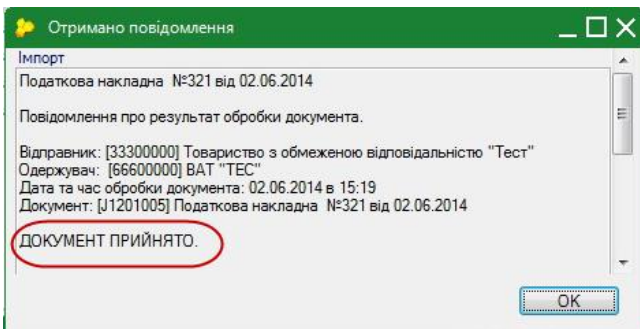 Отримано повідомлення
Імпорт
Податкова накладна №321 від 02.06.2014
Повідомлення про результат обробки документа.
Відправник: [33300000] Товариство з обмеженою відповідальністю "Тест"
Одержувач: [66600000] ВАТ "ТЕС"
Дата та час обробки документа: 02.06.2014 в 15:19
Документ: [J1201005] Податкова накладна №321 від 02.06.2014
ДОКУМЕНТ ПРИЙНЯТО.
OK